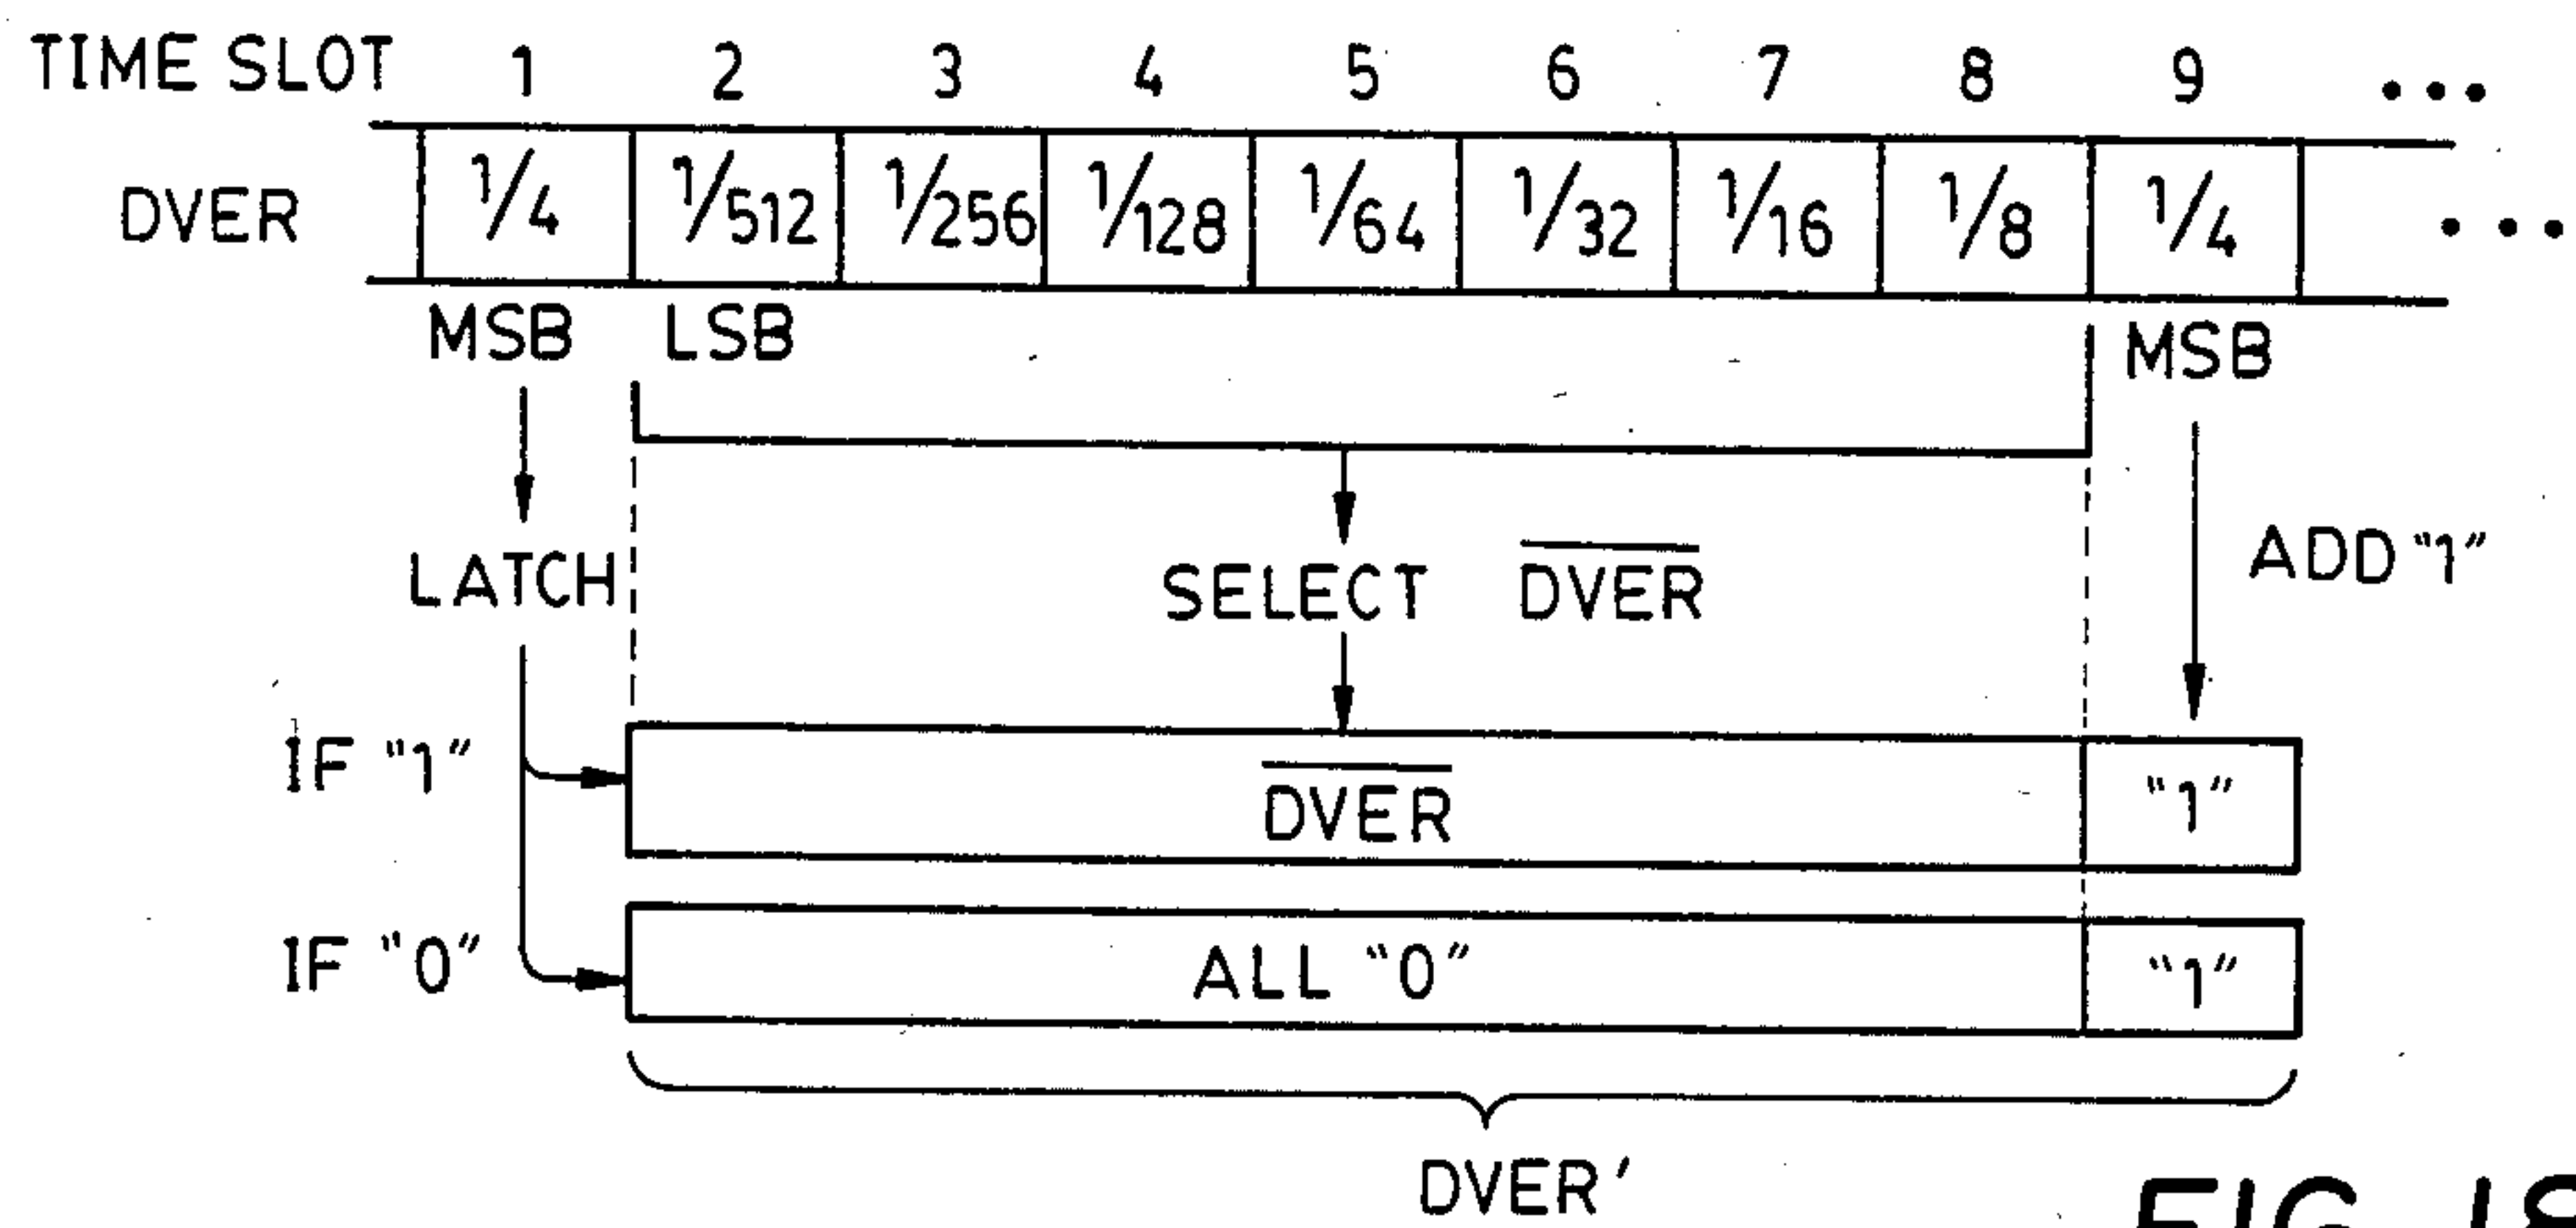 TIME SLOT 1 2 3 4 5 6 7 8 9 ...
DVER 1/4 1/512 1/256 1/128 1/64 1/32 1/16 1/8 1/4 ...
MSB LSB MSB
LATCH SELECT D̅V̅E̅R̅ ADD "1"
IF "1" D̅V̅E̅R̅ "1"
IF "0" ALL "0" "1"
DVER'
FIG. 18